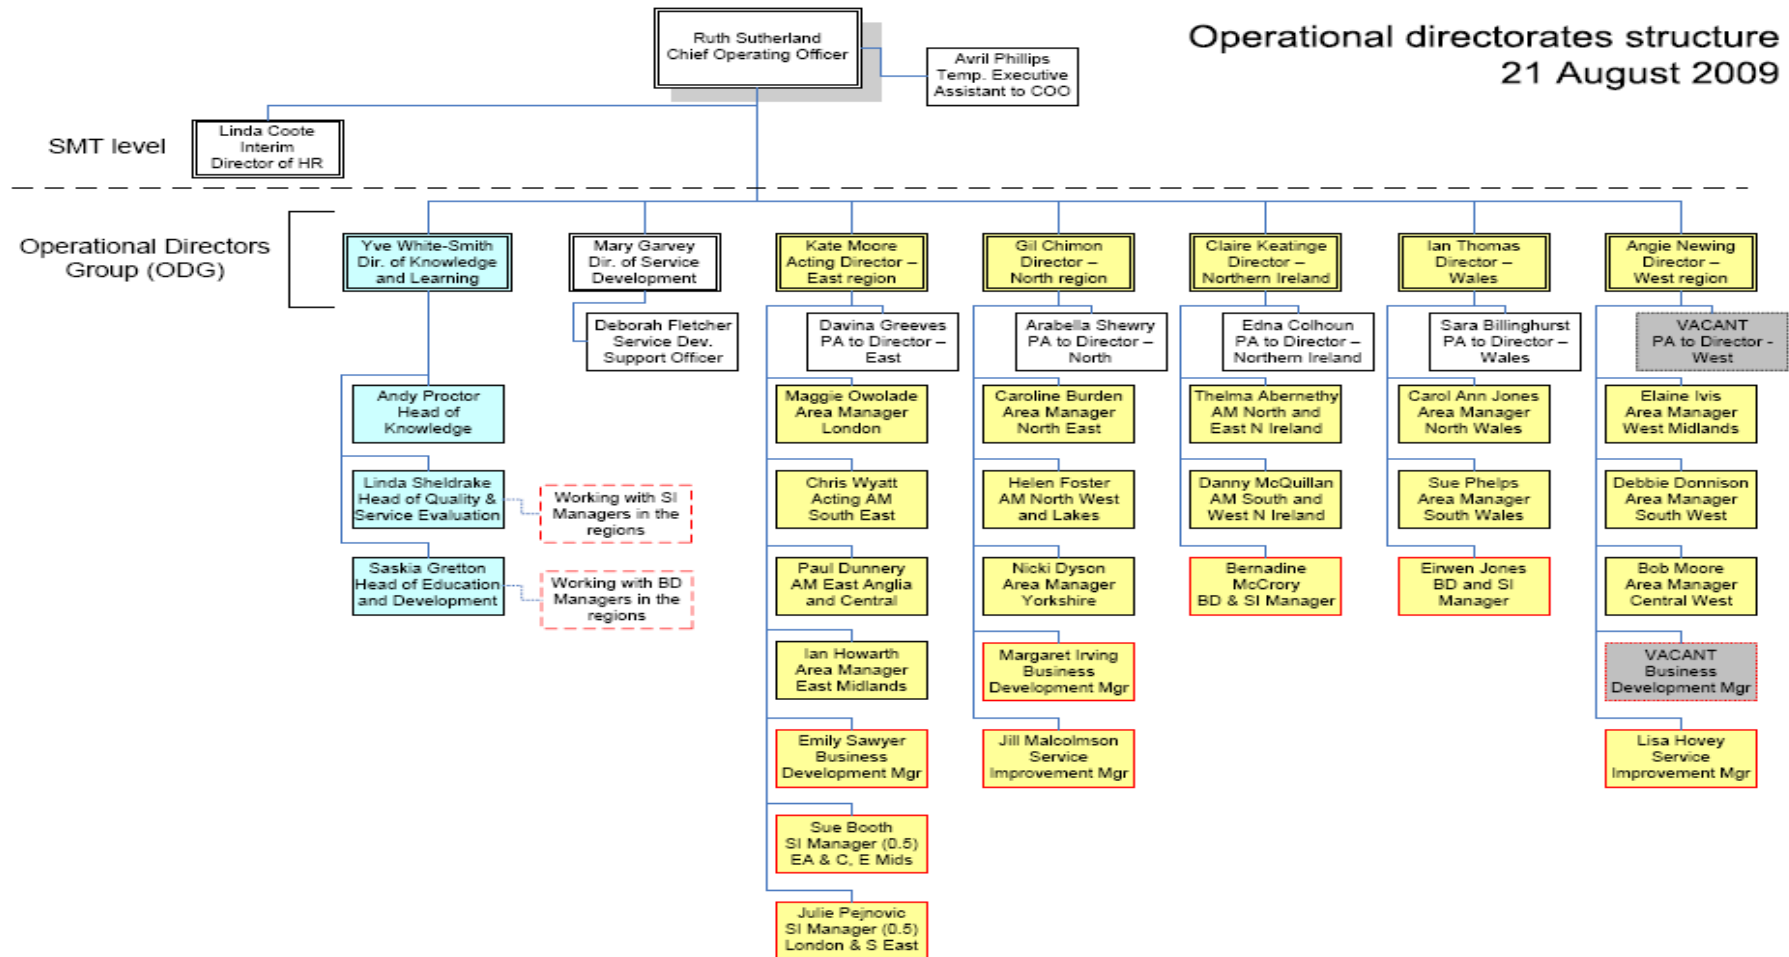 Operational directorates structure
21 August 2009
Ruth Sutherland
Chief Operating Officer
Avril Phillips
Temp. Executive
Assistant to COO
SMT level
Linda Coote
Interim
Director of HR
Operational Directors
Group (ODG)
Yve White-Smith
Dir. of Knowledge
and Learning
Mary Garvey
Dir. of Service
Development
Kate Moore
Acting Director –
East region
Gil Chimon
Director –
North region
Claire Keatinge
Director –
Northern Ireland
Ian Thomas
Director –
Wales
Angie Newing
Director –
West region
Deborah Fletcher
Service Dev.
Support Officer
Davina Greeves
PA to Director –
East
Arabella Shewry
PA to Director –
North
Edna Colhoun
PA to Director –
Northern Ireland
Sara Billinghurst
PA to Director –
Wales
VACANT
PA to Director -
West
Andy Proctor
Head of
Knowledge
Maggie Owolade
Area Manager
London
Caroline Burden
Area Manager
North East
Thelma Abernethy
AM North and
East N Ireland
Carol Ann Jones
Area Manager
North Wales
Elaine Ivis
Area Manager
West Midlands
Linda Sheldrake
Head of Quality &
Service Evaluation
Working with SI
Managers in the
regions
Chris Wyatt
Acting AM
South East
Helen Foster
AM North West
and Lakes
Danny McQuillan
AM South and
West N Ireland
Sue Phelps
Area Manager
South Wales
Debbie Donnison
Area Manager
South West
Saskia Gretton
Head of Education
and Development
Working with BD
Managers in the
regions
Paul Dunnery
AM East Anglia
and Central
Nicki Dyson
Area Manager
Yorkshire
Bernadine
McCrory
BD & SI Manager
Eirwen Jones
BD and SI
Manager
Bob Moore
Area Manager
Central West
Ian Howarth
Area Manager
East Midlands
Margaret Irving
Business
Development Mgr
VACANT
Business
Development Mgr
Emily Sawyer
Business
Development Mgr
Jill Malcolmson
Service
Improvement Mgr
Lisa Hovey
Service
Improvement Mgr
Sue Booth
SI Manager (0.5)
EA & C, E Mids
Julie Pejnovic
SI Manager (0.5)
London & S East